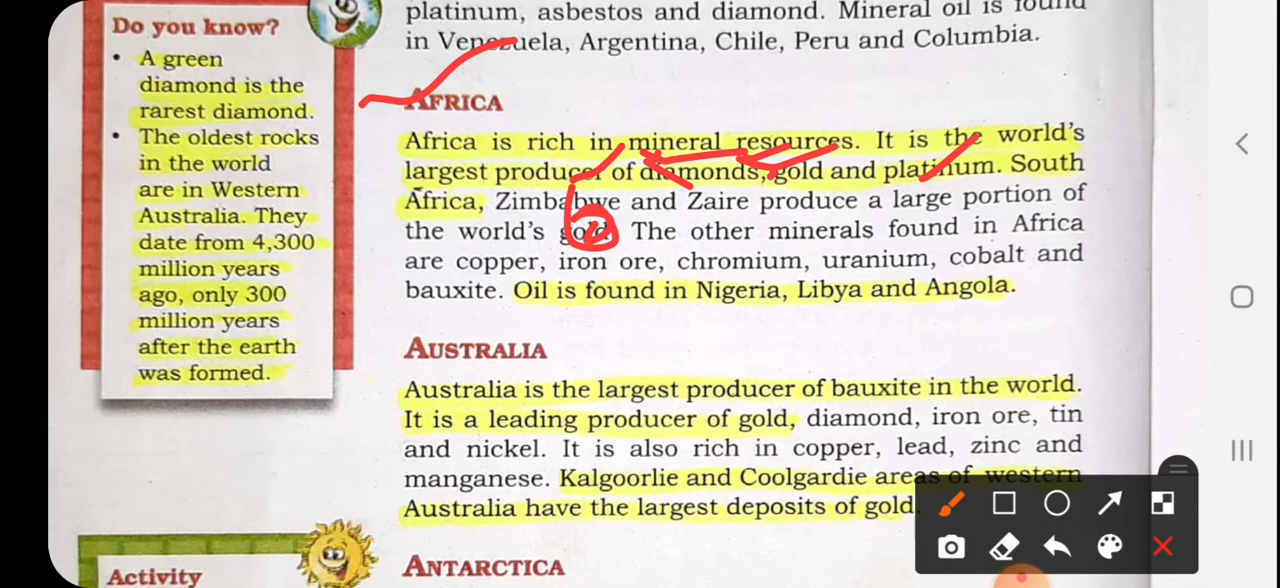 Do you know?
• A green
diamond is the
rarest diamond.
• The oldest rocks
in the world
are in Western
Australia. They
date from 4,300
million years
ago, only 300
million years
after the earth
was formed.
Activity
platinum, asbestos and diamond. Mineral oil is found
in Venezuela, Argentina, Chile, Peru and Columbia.
AFRICA
Africa is rich in mineral resources. It is the world's
largest producer of diamonds, gold and platinum. South
Africa, Zimbabwe and Zaire produce a large portion of
the world's gold. The other minerals found in Africa
are copper, iron ore, chromium, uranium, cobalt and
bauxite. Oil is found in Nigeria, Libya and Angola.
AUSTRALIA
Australia is the largest producer of bauxite in the world.
It is a leading producer of gold, diamond, iron ore, tin
and nickel. It is also rich in copper, lead, zinc and
manganese. Kalgoorlie and Coolgardie areas of western
Australia have the largest deposits of gold.
ANTARCTICA